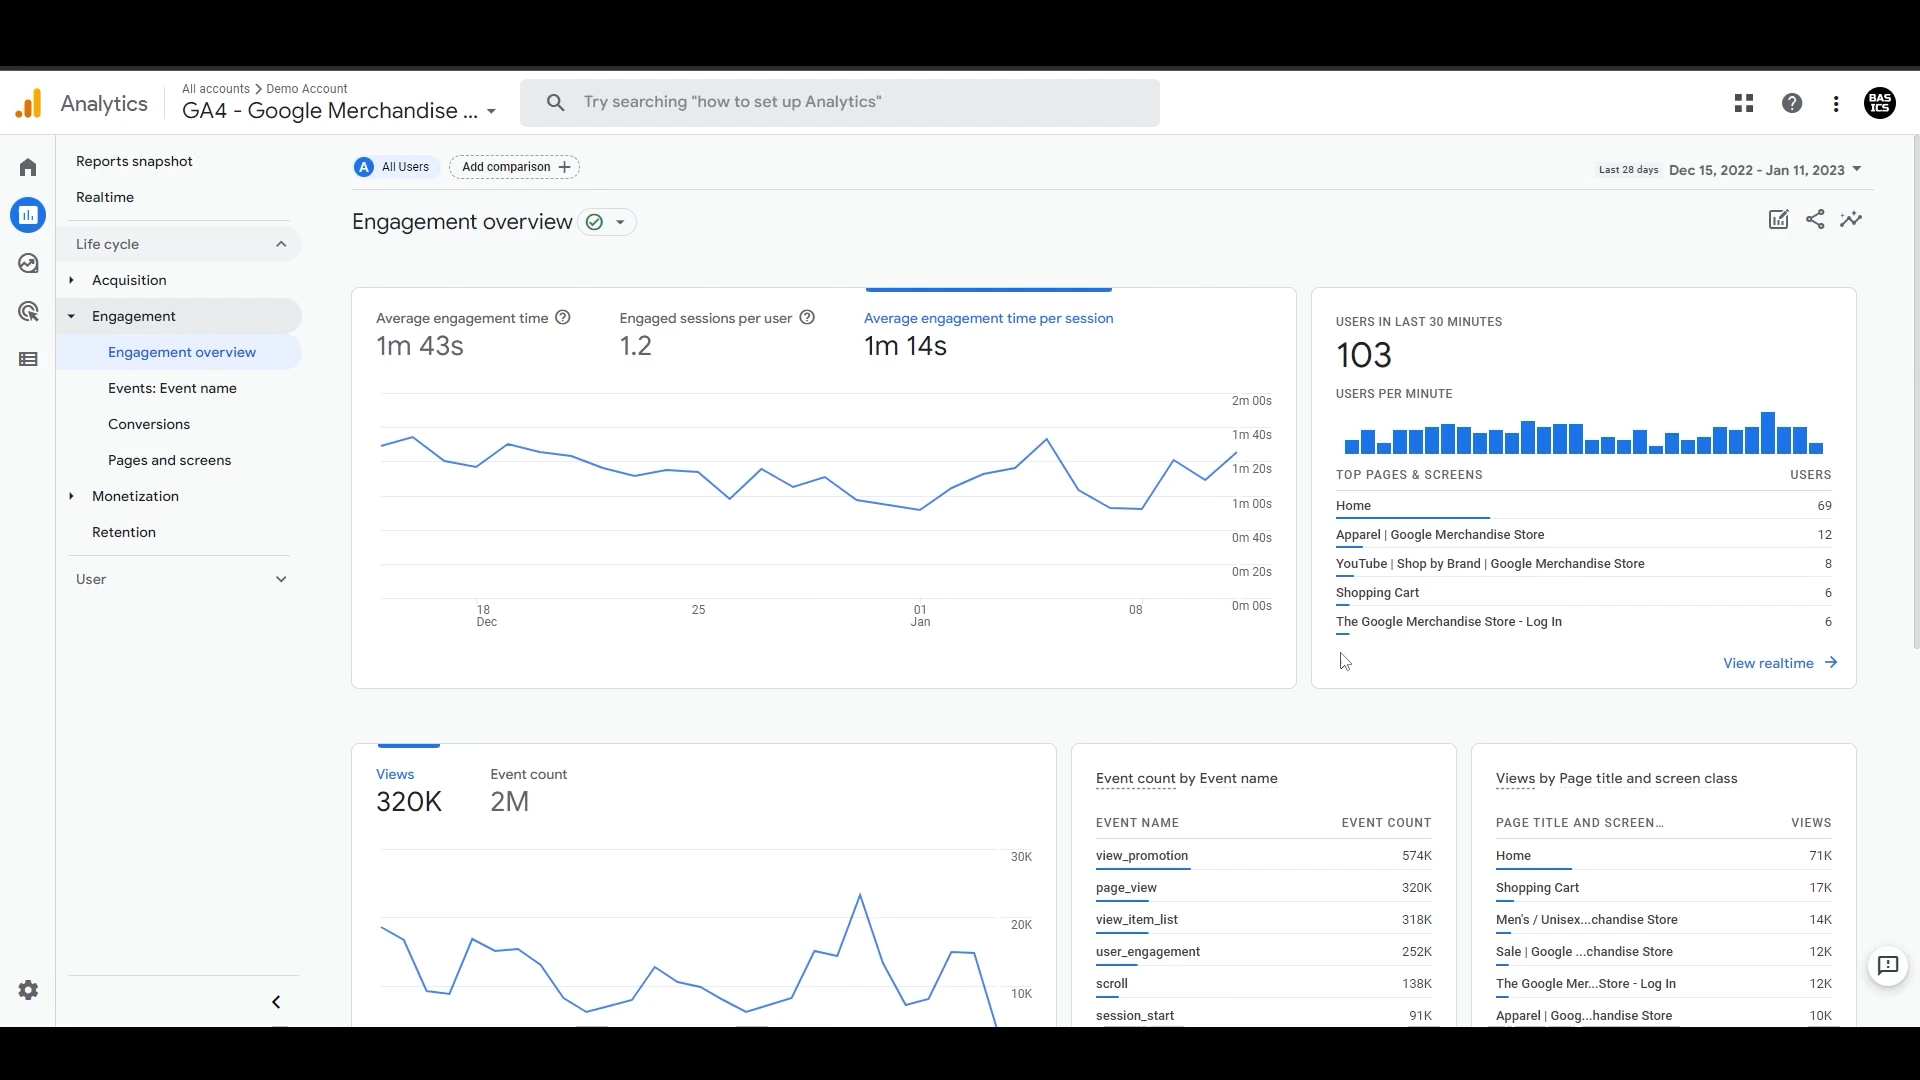 Analytics
All accounts > Demo Account
GA4 - Google Merchandise ...
Try searching "how to set up Analytics"
BAS
ICS
Reports snapshot
Realtime
Life cycle
Acquisition
Engagement
Engagement overview
Events: Event name
Conversions
Pages and screens
Monetization
Retention
User
A All Users
Add comparison +
Last 28 days Dec 15, 2022 - Jan 11, 2023
Engagement overview
Average engagement time
1m 43s
Engaged sessions per user
1.2
Average engagement time per session
1m 14s
2m 00s
1m 40s
1m 20s
1m 00s
0m 40s
0m 20s
0m 00s
18
Dec
25
01
Jan
08
USERS IN LAST 30 MINUTES
103
USERS PER MINUTE
TOP PAGES & SCREENS USERS
Home 69
Apparel | Google Merchandise Store 12
YouTube | Shop by Brand | Google Merchandise Store 8
Shopping Cart 6
The Google Merchandise Store - Log In 6
View realtime
Views
320K
Event count
2M
30K
20K
10K
Event count by Event name
EVENT NAME EVENT COUNT
view_promotion 574K
page_view 320K
view_item_list 318K
user_engagement 252K
scroll 138K
session_start 91K
Views by Page title and screen class
PAGE TITLE AND SCREEN... VIEWS
Home 71K
Shopping Cart 17K
Men's / Unisex...chandise Store 14K
Sale | Google ...chandise Store 12K
The Google Mer...Store - Log In 12K
Apparel | Goog...handise Store 10K